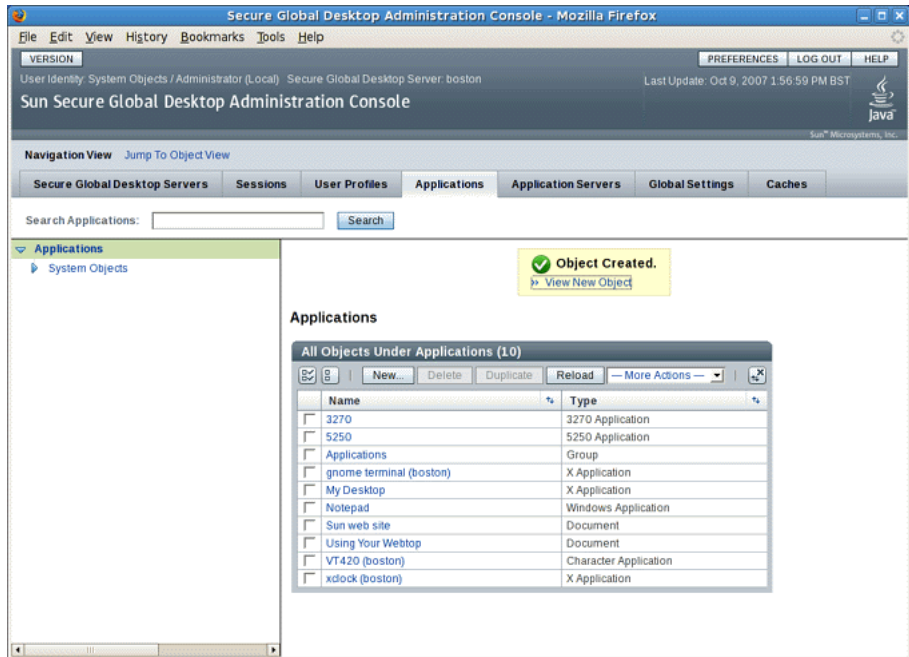 Secure Global Desktop Administration Console - Mozilla Firefox
File Edit View History Bookmarks Tools Help
VERSION PREFERENCES LOG OUT HELP
User Identity: System Objects / Administrator (Local) Secure Global Desktop Server: boston Last Update: Oct 9, 2007 1:56:59 PM BST
Sun Secure Global Desktop Administration Console
Java
Sun™ Microsystems, Inc.
Navigation View Jump To Object View
Secure Global Desktop Servers Sessions User Profiles Applications Application Servers Global Settings Caches
Search Applications: Search
Applications
System Objects
Object Created.
» View New Object
Applications
All Objects Under Applications (10)
New... Delete Duplicate Reload — More Actions —
Name Type
3270 3270 Application
5250 5250 Application
Applications Group
gnome terminal (boston) X Application
My Desktop X Application
Notepad Windows Application
Sun web site Document
Using Your Webtop Document
VT420 (boston) Character Application
xclock (boston) X Application